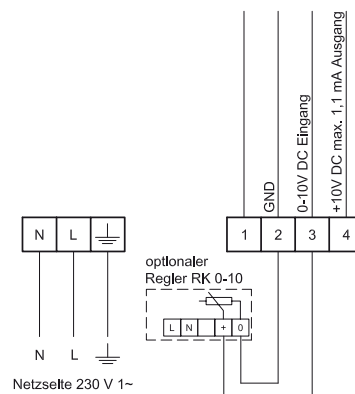 GND
0-10V DC Eingang
+10V DC max. 1,1 mA Ausgang
N L
1 2 3 4
optionaler
Regler RK 0-10
L N + 0
N L
Netzseite 230 V 1~